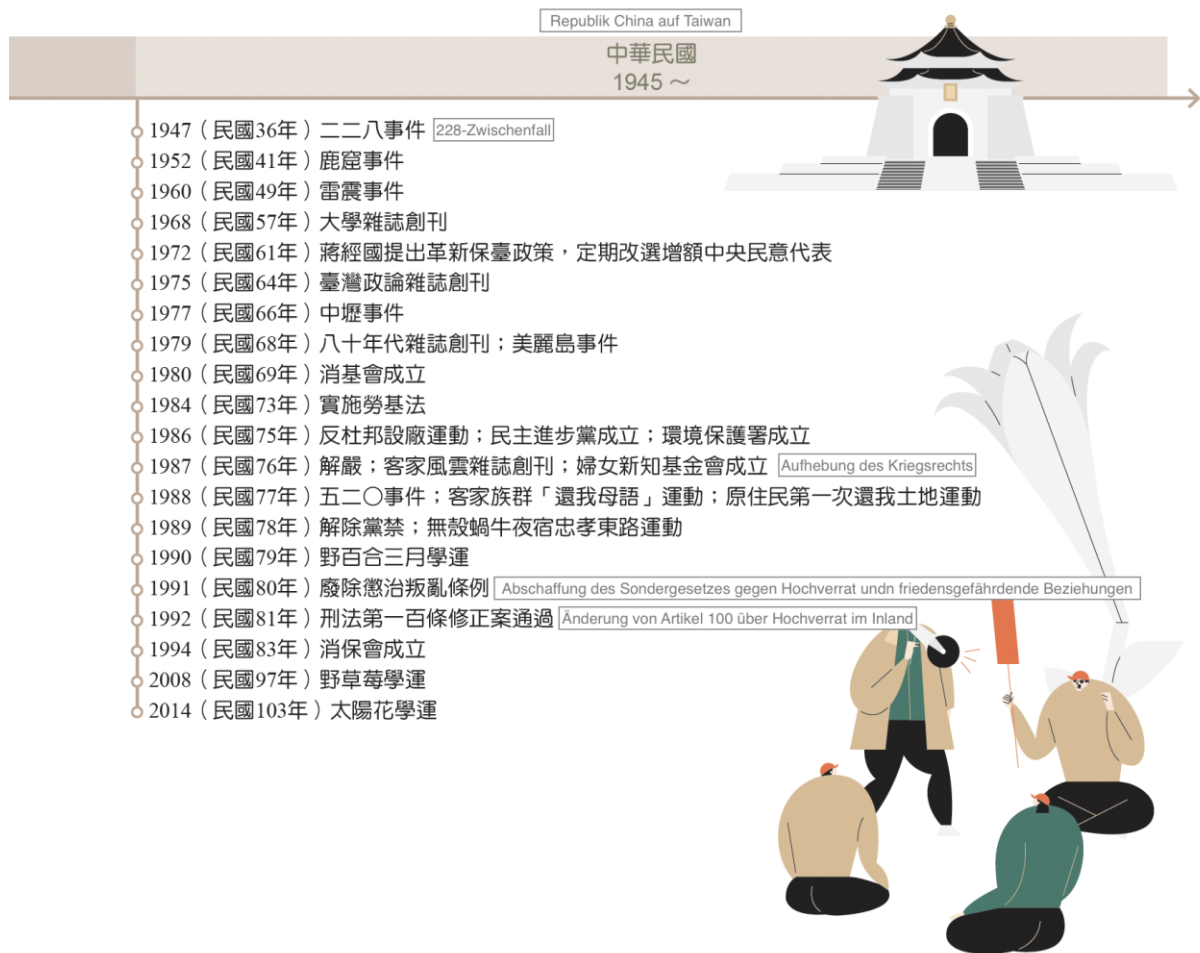 Republik China auf Taiwan
中華民國
1945 ～
1947（民國36年）二二八事件 228-Zwischenfall
1952（民國41年）鹿窟事件
1960（民國49年）雷震事件
1968（民國57年）大學雜誌創刊
1972（民國61年）蔣經國提出革新保臺政策，定期改選增額中央民意代表
1975（民國64年）臺灣政論雜誌創刊
1977（民國66年）中壢事件
1979（民國68年）八十年代雜誌創刊；美麗島事件
1980（民國69年）消基會成立
1984（民國73年）實施勞基法
1986（民國75年）反杜邦設廠運動；民主進步黨成立；環境保護署成立
1987（民國76年）解嚴；客家風雲雜誌創刊；婦女新知基金會成立 Aufhebung des Kriegsrechts
1988（民國77年）五二〇事件；客家族群「還我母語」運動；原住民第一次還我土地運動
1989（民國78年）解除黨禁；無殼蝸牛夜宿忠孝東路運動
1990（民國79年）野百合三月學運
1991（民國80年）廢除懲治叛亂條例 Abschaffung des Sondergesetzes gegen Hochverrat undn friedensgefährdende Beziehungen
1992（民國81年）刑法第一百條修正案通過 Änderung von Artikel 100 über Hochverrat im Inland
1994（民國83年）消保會成立
2008（民國97年）野草莓學運
2014（民國103年）太陽花學運